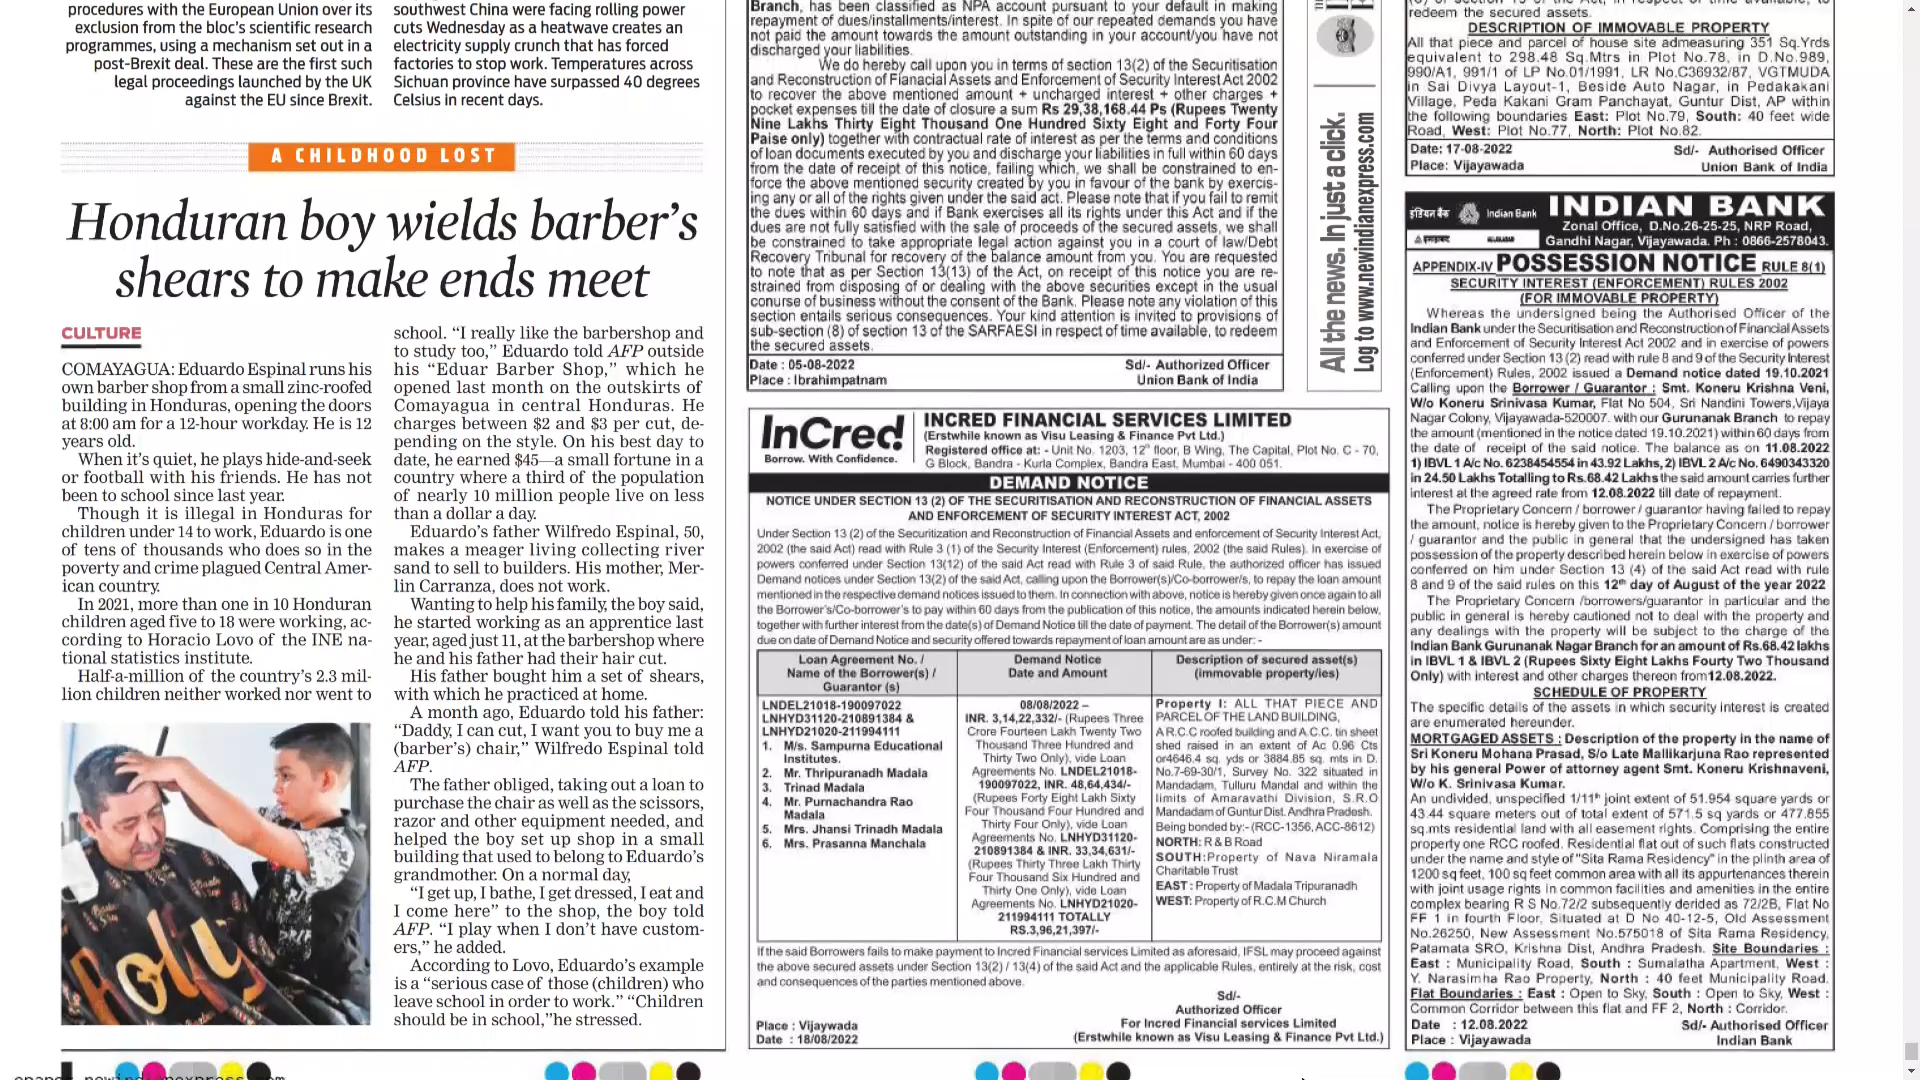 procedures with the European Union over its
exclusion from the bloc's scientific research
programmes, using a mechanism set out in a
post-Brexit deal. These are the first such
legal proceedings launched by the UK
against the EU since Brexit.
southwest China were facing rolling power
cuts Wednesday as a heatwave creates an
electricity supply crunch that has forced
factories to stop work. Temperatures across
Sichuan province have surpassed 40 degrees
Celsius in recent days.
A CHILDHOOD LOST
Honduran boy wields barber's
shears to make ends meet
CULTURE
COMAYAGUA: Eduardo Espinal runs his
own barber shop from a small zinc-roofed
building in Honduras, opening the doors
at 8:00 am for a 12-hour workday. He is 12
years old.
When it's quiet, he plays hide-and-seek
or football with his friends. He has not
been to school since last year.
Though it is illegal in Honduras for
children under 14 to work, Eduardo is one
of tens of thousands who does so in the
poverty and crime plagued Central Amer-
ican country.
In 2021, more than one in 10 Honduran
children aged five to 18 were working, ac-
cording to Horacio Lovo of the INE na-
tional statistics institute.
Half-a-million of the country's 2.3 mil-
lion children neither worked nor went to
school. "I really like the barbershop and
to study too," Eduardo told AFP outside
his "Eduar Barber Shop," which he
opened last month on the outskirts of
Comayagua in central Honduras. He
charges between $2 and $3 per cut, de-
pending on the style. On his best day to
date, he earned $45—a small fortune in a
country where a third of the population
of nearly 10 million people live on less
than a dollar a day.
Eduardo's father Wilfredo Espinal, 50,
makes a meager living collecting river
sand to sell to builders. His mother, Mer-
lin Carranza, does not work.
Wanting to help his family, the boy said,
he started working as an apprentice last
year, aged just 11, at the barbershop where
he and his father had their hair cut.
His father bought him a set of shears,
with which he practiced at home.
A month ago, Eduardo told his father:
"Daddy, I can cut, I want you to buy me a
(barber's) chair," Wilfredo Espinal told
AFP.
The father obliged, taking out a loan to
purchase the chair as well as the scissors,
razor and other equipment needed, and
helped the boy set up shop in a small
building that used to belong to Eduardo's
grandmother. On a normal day,
"I get up, I bathe, I get dressed, I eat and
I come here" to the shop, the boy told
AFP. "I play when I don't have custom-
ers," he added.
According to Lovo, Eduardo's example
is a "serious case of those (children) who
leave school in order to work." "Children
should be in school,"he stressed.
Branch, has been classified as NPA account pursuant to your default in making
repayment of dues/installments/interest. In spite of our repeated demands you have
not paid the amount towards the amount outstanding in your account/you have not
discharged your liabilities.
We do hereby call upon you in terms of section 13(2) of the Securitisation
and Reconstruction of Fianacial Assets and Enforcement of Security Interest Act 2002
to recover the above mentioned amount + uncharged interest + other charges +
pocket expenses till the date of closure a sum Rs 29,38,168.44 Ps (Rupees Twenty
Nine Lakhs Thirty Eight Thousand One Hundred Sixty Eight and Forty Four
Paise only) together with contractual rate of interest as per the terms and conditions
of loan documents executed by you and discharge your liabilities in full within 60 days
from the date of receipt of this notice, failing which, we shall be constrained to en-
force the above mentioned security created by you in favour of the bank by exercis-
ing any or all of the rights given under the said act. Please note that if you fail to remit
the dues within 60 days and if Bank exercises all its rights under this Act and if the
dues are not fully satisfied with the sale of proceeds of the secured assets, we shall
be constrained to take appropriate legal action against you in a court of law/Debt
Recovery Tribunal for recovery of the balance amount from you. You are requested
to note that as per Section 13(13) of the Act, on receipt of this notice you are re-
strained from disposing of or dealing with the above securities except in the usual
conurse of business without the consent of the Bank. Please note any violation of this
section entails serious consequences. Your kind attention is invited to provisions of
sub-section (8) of section 13 of the SARFAESI in respect of time available, to redeem
the secured assets.
Date : 05-08-2022 Sd/- Authorized Officer
Place : Ibrahimpatnam Union Bank of India
All the news. In just a click.
Log to www.newindianexpress.com
InCred
Borrow. With Confidence.
INCRED FINANCIAL SERVICES LIMITED
(Erstwhile known as Visu Leasing & Finance Pvt Ltd.)
Registered office at: - Unit No. 1203, 12th floor, B Wing, The Capital, Plot No. C - 70,
G Block, Bandra - Kurla Complex, Bandra East, Mumbai - 400 051.
DEMAND NOTICE
NOTICE UNDER SECTION 13 (2) OF THE SECURITISATION AND RECONSTRUCTION OF FINANCIAL ASSETS
AND ENFORCEMENT OF SECURITY INTEREST ACT, 2002
Under Section 13 (2) of the Securitization and Reconstruction of Financial Assets and enforcement of Security Interest Act,
2002 (the said Act) read with Rule 3 (1) of the Security Interest (Enforcement) rules, 2002 (the said Rules). In exercise of
powers conferred under Section 13(12) of the said Act read with Rule 3 of said Rule, the authorized officer has issued
Demand notices under Section 13(2) of the said Act, calling upon the Borrower(s)/Co-borrower/s, to repay the loan amount
mentioned in the respective demand notices issued to them. In connection with above, notice is hereby given once again to all
the Borrower's/Co-borrower's to pay within 60 days from the publication of this notice, the amounts indicated herein below,
together with further interest from the date(s) of Demand Notice till the date of payment. The detail of the Borrower(s) amount
due on date of Demand Notice and security offered towards repayment of loan amount are as under: -
Loan Agreement No. /
Name of the Borrower(s) /
Guarantor (s)
Demand Notice
Date and Amount
Description of secured asset(s)
(immovable property/ies)
LNDEL21018-190097022
LNHYD31120-210891384 &
LNHYD21020-211994111
1. M/s. Sampurna Educational
Institutes.
2. Mr. Thripuranadh Madala
3. Trinad Madala
4. Mr. Purnachandra Rao
Madala
5. Mrs. Jhansi Trinadh Madala
6. Mrs. Prasanna Manchala
08/08/2022 –
INR. 3,14,22,332/- (Rupees Three
Crore Fourteen Lakh Twenty Two
Thousand Three Hundred and
Thirty Two Only), vide Loan
Agreements No. LNDEL21018-
190097022, INR. 48,64,434/-
(Rupees Forty Eight Lakh Sixty
Four Thousand Four Hundred and
Thirty Four Only), vide Loan
Agreements No. LNHYD31120-
210891384 & INR. 33,34,631/-
(Rupees Thirty Three Lakh Thirty
Four Thousand Six Hundred and
Thirty One Only), vide Loan
Agreements No. LNHYD21020-
211994111 TOTALLY
RS.3,96,21,397/-
Property I: ALL THAT PIECE AND
PARCEL OF THE LAND BUILDING,
A R.C.C roofed building and A.C.C. tin sheet
shed raised in an extent of Ac 0.96 Cts
or4646.4 sq. yds or 3884.85 sq. mts in D.
No.7-69-30/1, Survey No. 322 situated in
Mandadam, Tulluru Mandal and within the
limits of Amaravathi Division, S.R.O
Mandadam of Guntur Dist. Andhra Pradesh.
Being bonded by:- (RCC-1356, ACC-8612)
NORTH: R & B Road
SOUTH:Property of Nava Niramala
Charitable Trust
EAST : Property of Madala Tripuranadh
WEST: Property of R.C.M Church
If the said Borrowers fails to make payment to Incred Financial services Limited as aforesaid, IFSL may proceed against
the above secured assets under Section 13(2) / 13(4) of the said Act and the applicable Rules, entirely at the risk, cost
and consequences of the parties mentioned above.
Sd/-
Authorized Officer
Place : Vijaywada For Incred Financial services Limited
Date : 18/08/2022 (Erstwhile known as Visu Leasing & Finance Pvt Ltd.)
redeem the secured assets.
DESCRIPTION OF IMMOVABLE PROPERTY
All that piece and parcel of house site admeasuring 351 Sq.Yrds
equivalent to 298.48 Sq.Mtrs in Plot No.78, in D.No.989,
990/A1, 991/1 of LP No.01/1991, LR No.C36932/87, VGTMUDA
in Sai Divya Layout-1, Beside Auto Nagar, in Pedakakani
Village, Peda Kakani Gram Panchayat, Guntur Dist, AP within
the following boundaries East: Plot No.79, South: 40 feet wide
Road, West: Plot No.77, North: Plot No.82.
Date: 17-08-2022 Sd/- Authorised Officer
Place: Vijayawada Union Bank of India
इंडियन बैंक Indian Bank
INDIAN BANK
Zonal Office, D.No.26-25-25, NRP Road,
Gandhi Nagar, Vijayawada. Ph : 0866-2578043.
APPENDIX-IV POSSESSION NOTICE RULE 8(1)
SECURITY INTEREST (ENFORCEMENT) RULES 2002
(FOR IMMOVABLE PROPERTY)
Whereas the undersigned being the Authorised Officer of the
Indian Bank under the Securitisation and Reconstruction of Financial Assets
and Enforcement of Security Interest Act 2002 and in exercise of powers
conferred under Section 13 (2) read with rule 8 and 9 of the Security Interest
(Enforcement) Rules, 2002 issued a Demand notice dated 19.10.2021
Calling upon the Borrower / Guarantor : Smt. Koneru Krishna Veni,
W/o Koneru Srinivasa Kumar, Flat No 504, Sri Nandini Towers,Vijaya
Nagar Colony, Vijayawada-520007. with our Gurunanak Branch to repay
the amount (mentioned in the notice dated 19.10.2021) within 60 days from
the date of receipt of the said notice. The balance as on 11.08.2022
1) IBVL 1 A/c No. 6238454554 in 43.92 Lakhs, 2) IBVL 2 A/c No. 6490343320
in 24.50 Lakhs Totalling to Rs.68.42 Lakhs the said amount carries further
interest at the agreed rate from 12.08.2022 till date of repayment.
The Proprietary Concern / borrower / guarantor having failed to repay
the amount, notice is hereby given to the Proprietary Concern / borrower
/ guarantor and the public in general that the undersigned has taken
possession of the property described herein below in exercise of powers
conferred on him under Section 13 (4) of the said Act read with rule
8 and 9 of the said rules on this 12th day of August of the year 2022
The Proprietary Concern /borrowers/guarantor in particular and the
public in general is hereby cautioned not to deal with the property and
any dealings with the property will be subject to the charge of the
Indian Bank Gurunanak Nagar Branch for an amount of Rs.68.42 lakhs
in IBVL 1 & IBVL 2 (Rupees Sixty Eight Lakhs Fourty Two Thousand
Only) with interest and other charges thereon from12.08.2022.
SCHEDULE OF PROPERTY
The specific details of the assets in which security interest is created
are enumerated hereunder.
MORTGAGED ASSETS : Description of the property in the name of
Sri Koneru Mohana Prasad, S/o Late Mallikarjuna Rao represented
by his general Power of attorney agent Smt. Koneru Krishnaveni,
W/o K. Srinivasa Kumar.
An undivided, unspecified 1/11th joint extent of 51.954 square yards or
43.44 square meters out of total extent of 571.5 sq yards or 477.855
sq.mts residential land with all easement rights. Comprising the entire
property one RCC roofed. Residential flat out of such flats constructed
under the name and style of "Sita Rama Residency" in the plinth area of
1200 sq feet, 100 sq feet common area with all its appurtenances therein
with joint usage rights in common facilities and amenities in the entire
complex bearing R S No.72/2 subsequently derided as 72/2B, Flat No
FF 1 in fourth Floor, Situated at D No 40-12-5, Old Assessment
No.26250, New Assessment No.575018 of Sita Rama Residency,
Patamata SRO, Krishna Dist, Andhra Pradesh. Site Boundaries :
East : Municipality Road, South : Sumalatha Apartment, West :
Y. Narasimha Rao Property, North : 40 feet Municipality Road.
Flat Boundaries : East : Open to Sky, South : Open to Sky, West :
Common Corridor between this flat and FF 2, North : Corridor.
Date : 12.08.2022 Sd/- Authorised Officer
Place : Vijayawada Indian Bank